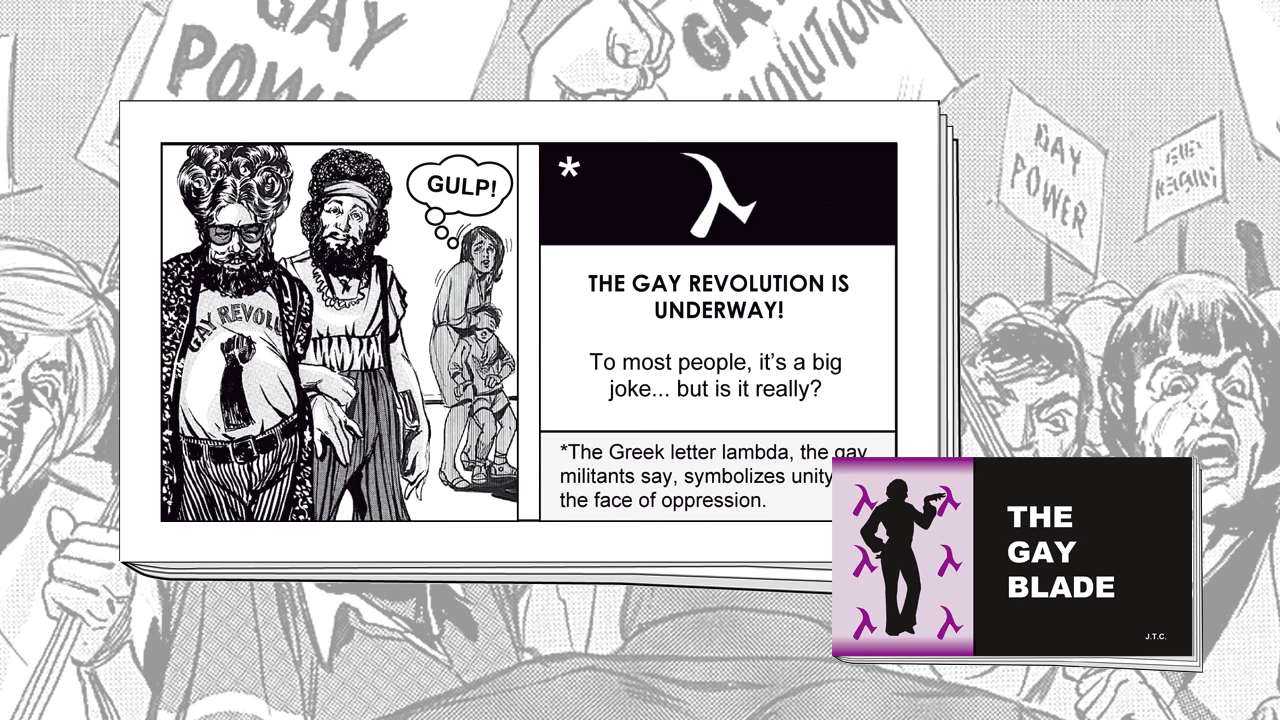 GAY
POWER
GAY
REVOLUTION
GAY
POWER
GAY REVOLU
GULP!
*
λ
THE GAY REVOLUTION IS
UNDERWAY!
To most people, it’s a big
joke... but is it really?
*The Greek letter lambda, the gay
militants say, symbolizes unity
the face of oppression.
λ λ
λ λ
λ λ
THE
GAY
BLADE
J.T.C.